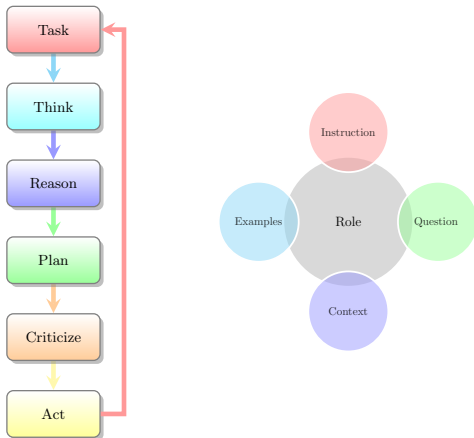 Task
Think
Reason
Plan
Criticize
Act
Instruction
Examples
Role
Question
Context